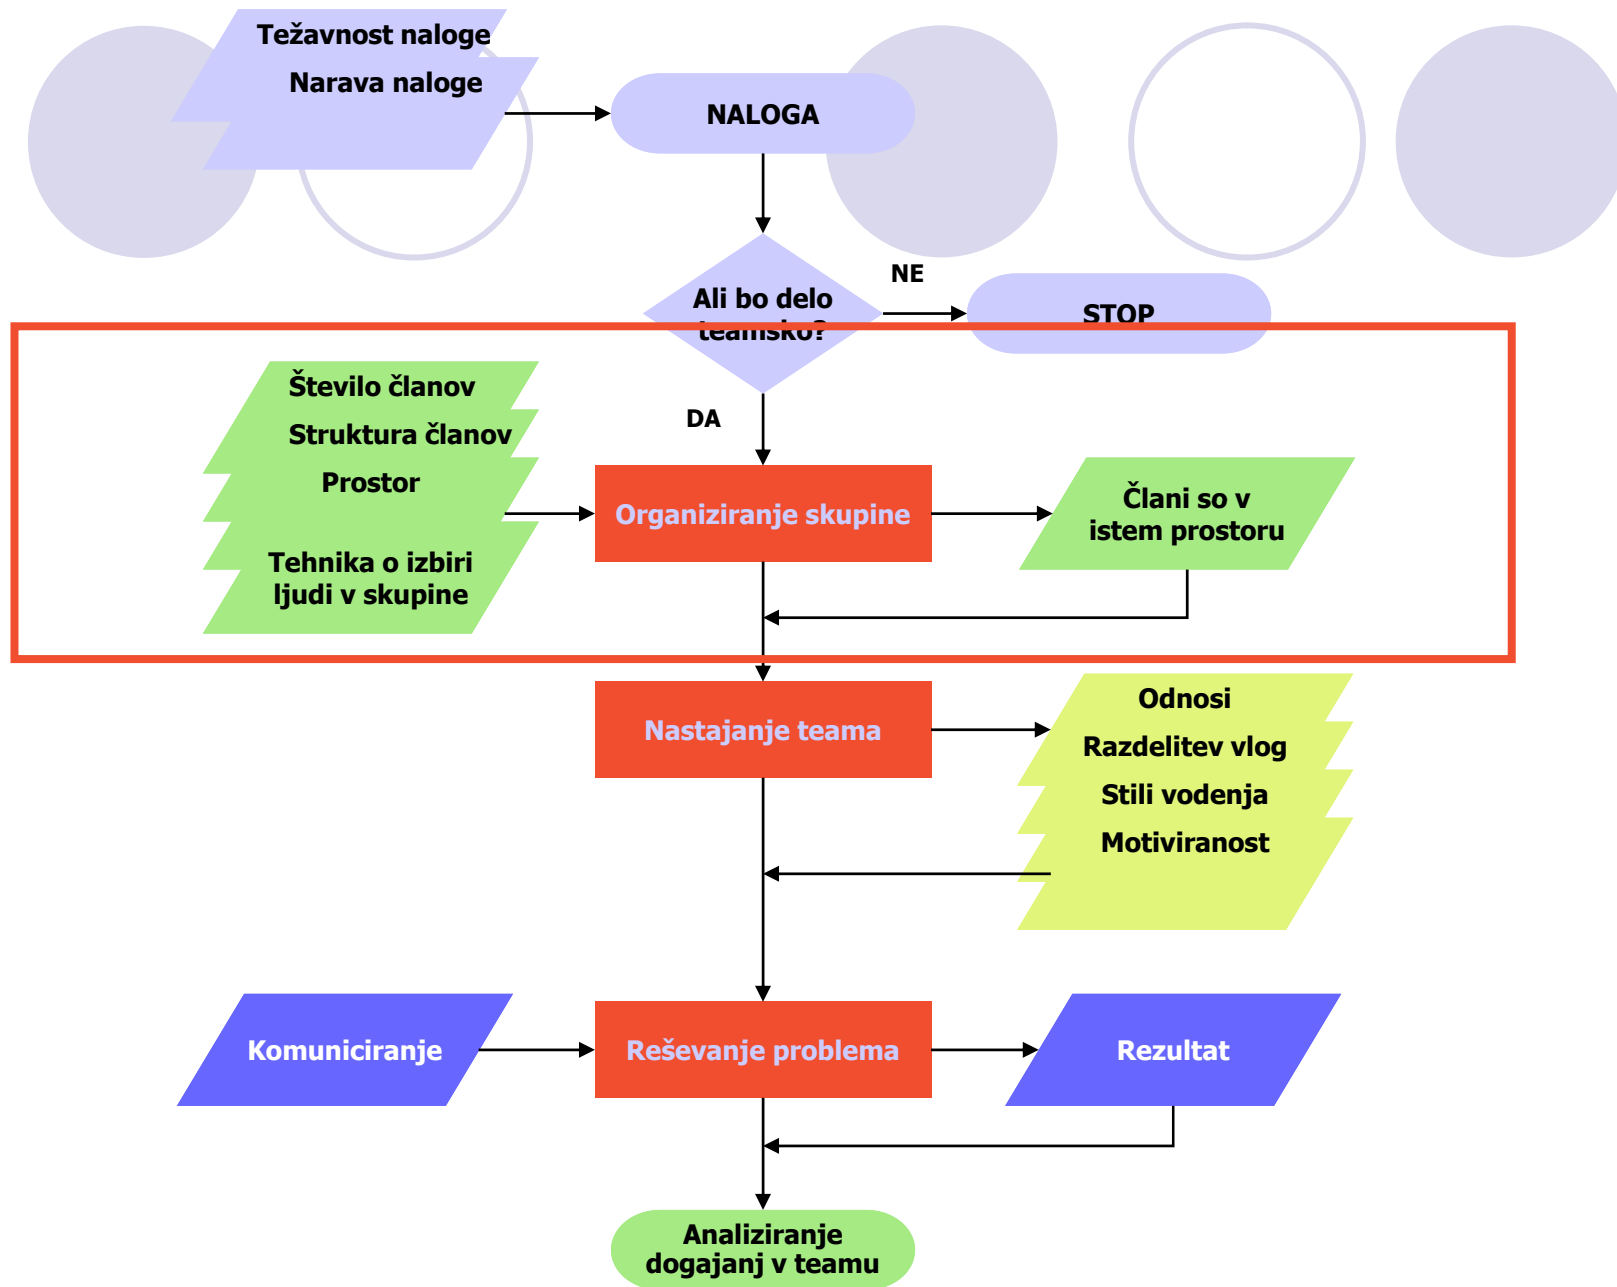 Težavnost naloge
Narava naloge
NALOGA
Ali bo delo
teamsko?
NE
STOP
DA
Število članov
Struktura članov
Prostor
Tehnika o izbiri
ljudi v skupine
Organiziranje skupine
Člani so v
istem prostoru
Nastajanje teama
Odnosi
Razdelitev vlog
Stili vodenja
Motiviranost
Komuniciranje
Reševanje problema
Rezultat
Analiziranje
dogajanj v teamu